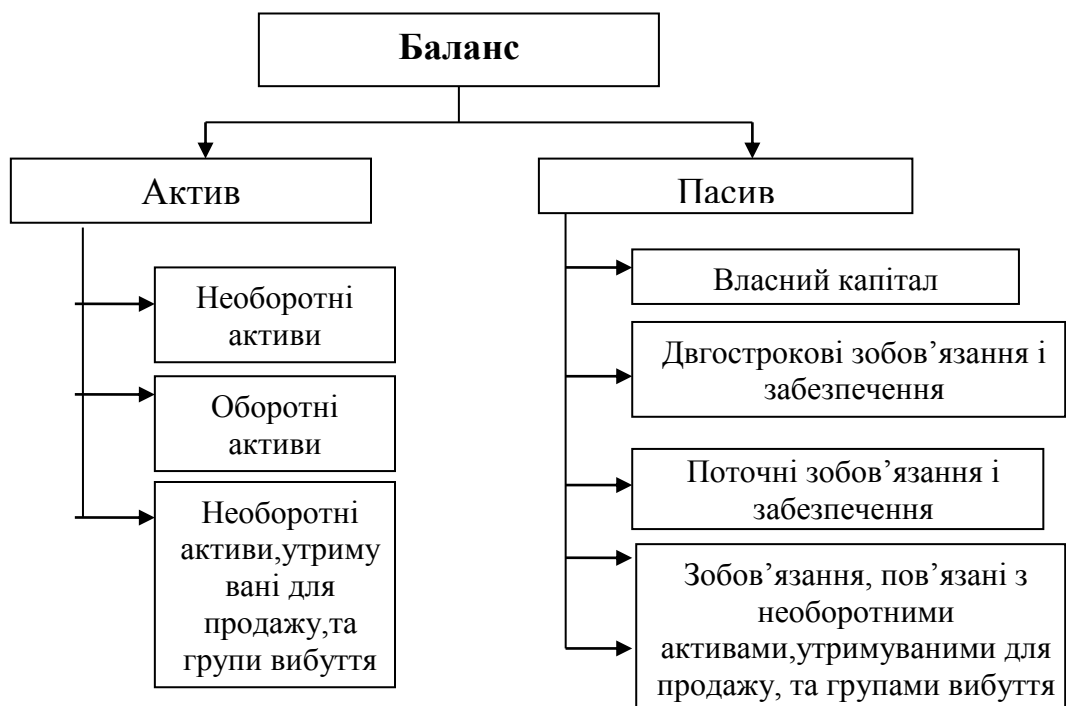 Баланс
Актив
Пасив
Необоротні
активи
Оборотні
активи
Необоротні
активи,утриму
вані для
продажу,та
групи вибуття
Власний капітал
Двгострокові зобов’язання і
забезпечення
Поточні зобов’язання і
забезпечення
Зобов’язання, пов’язані з
необоротними
активами,утримуваними для
продажу, та групами вибуття